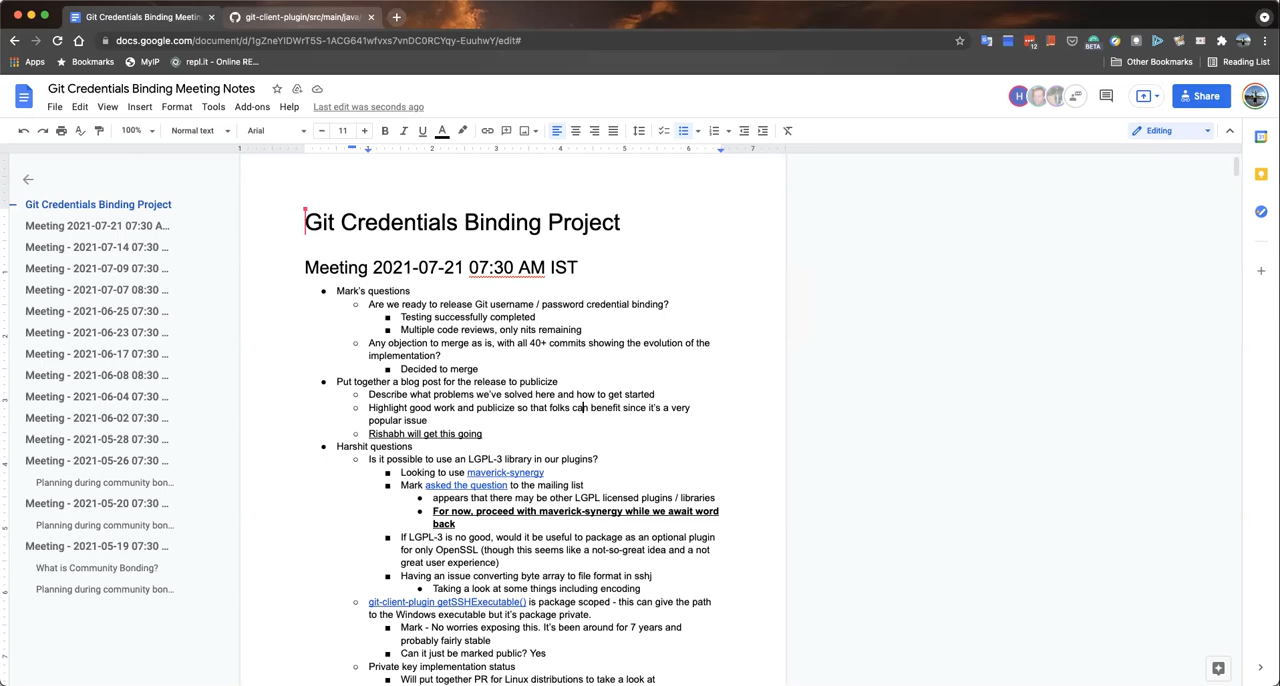 Git Credentials Binding Meetin
git-client-plugin/src/main/java
docs.google.com/document/d/1gZneYIDWrT5S-1ACG641wfvxs7vnDC0RCYqy-EuuhwY/edit#
12
BETA
Apps
Bookmarks
MyIP
repl.it - Online RE...
Other Bookmarks
Reading List
Git Credentials Binding Meeting Notes
File Edit View Insert Format Tools Add-ons Help Last edit was seconds ago
H
Share
100% Normal text Arial 11 B I U A
Editing
1 2 3 4 5 6 7
Git Credentials Binding Project
Meeting 2021-07-21 07:30 A...
Meeting - 2021-07-14 07:30 ...
Meeting - 2021-07-09 07:30 ...
Meeting - 2021-07-07 08:30 ...
Meeting - 2021-06-25 07:30 ...
Meeting - 2021-06-23 07:30 ...
Meeting - 2021-06-17 07:30 ...
Meeting - 2021-06-08 08:30 ...
Meeting - 2021-06-04 07:30 ...
Meeting - 2021-06-02 07:30 ...
Meeting - 2021-05-28 07:30 ...
Meeting - 2021-05-26 07:30 ...
Planning during community bon...
Meeting - 2021-05-20 07:30 ...
Planning during community bon...
Meeting - 2021-05-19 07:30 ...
What is Community Bonding?
Planning during community bon...
Git Credentials Binding Project
Meeting 2021-07-21 07:30 AM IST
● Mark's questions
○ Are we ready to release Git username / password credential binding?
■ Testing successfully completed
■ Multiple code reviews, only nits remaining
○ Any objection to merge as is, with all 40+ commits showing the evolution of the
implementation?
■ Decided to merge
● Put together a blog post for the release to publicize
○ Describe what problems we've solved here and how to get started
○ Highlight good work and publicize so that folks can benefit since it's a very
popular issue
○ Rishabh will get this going
● Harshit questions
○ Is it possible to use an LGPL-3 library in our plugins?
■ Looking to use maverick-synergy
■ Mark asked the question to the mailing list
● appears that there may be other LGPL licensed plugins / libraries
● For now, proceed with maverick-synergy while we await word
back
■ If LGPL-3 is no good, would it be useful to package as an optional plugin
for only OpenSSL (though this seems like a not-so-great idea and a not
great user experience)
■ Having an issue converting byte array to file format in sshj
● Taking a look at some things including encoding
○ git-client-plugin getSSHExecutable() is package scoped - this can give the path
to the Windows executable but it's package private.
■ Mark - No worries exposing this. It's been around for 7 years and
probably fairly stable
■ Can it just be marked public? Yes
○ Private key implementation status
■ Will put together PR for Linux distributions to take a look at